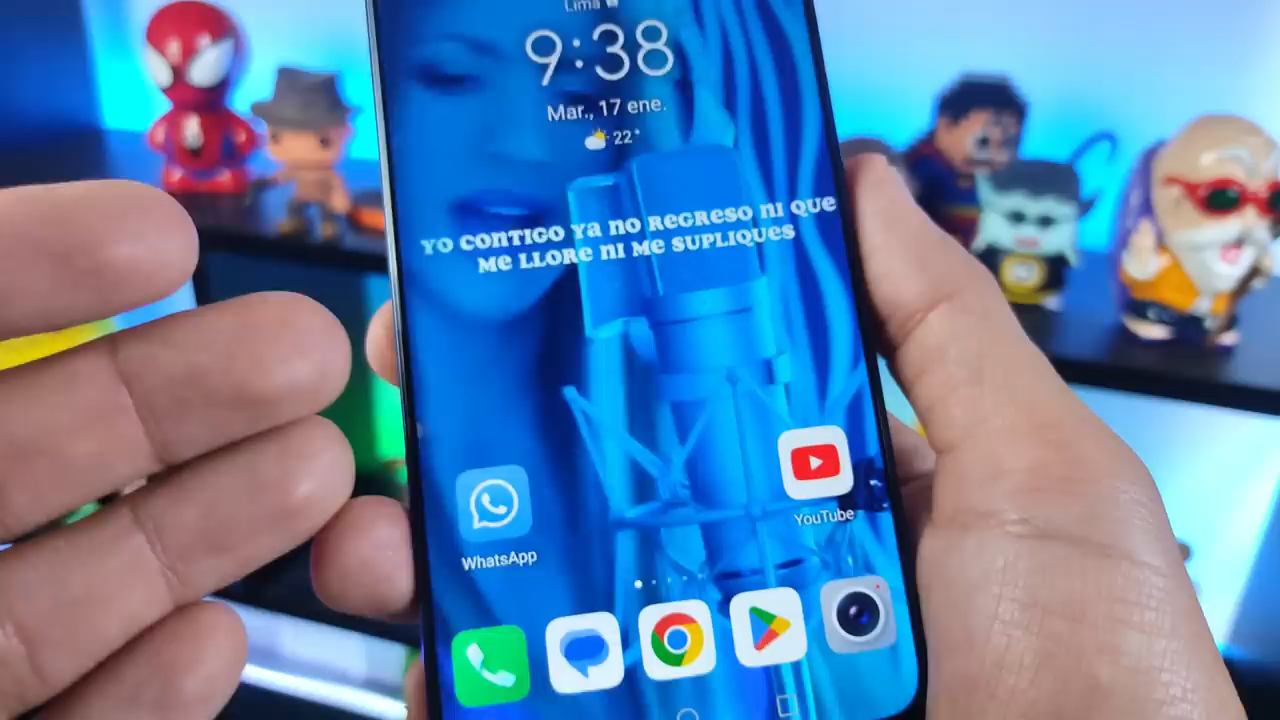 Lima
9:38
Mar., 17 ene.
22°
YO CONTIGO YA NO REGRESO NI QUE
ME LLORE NI ME SUPLIQUES
YouTube
WhatsApp